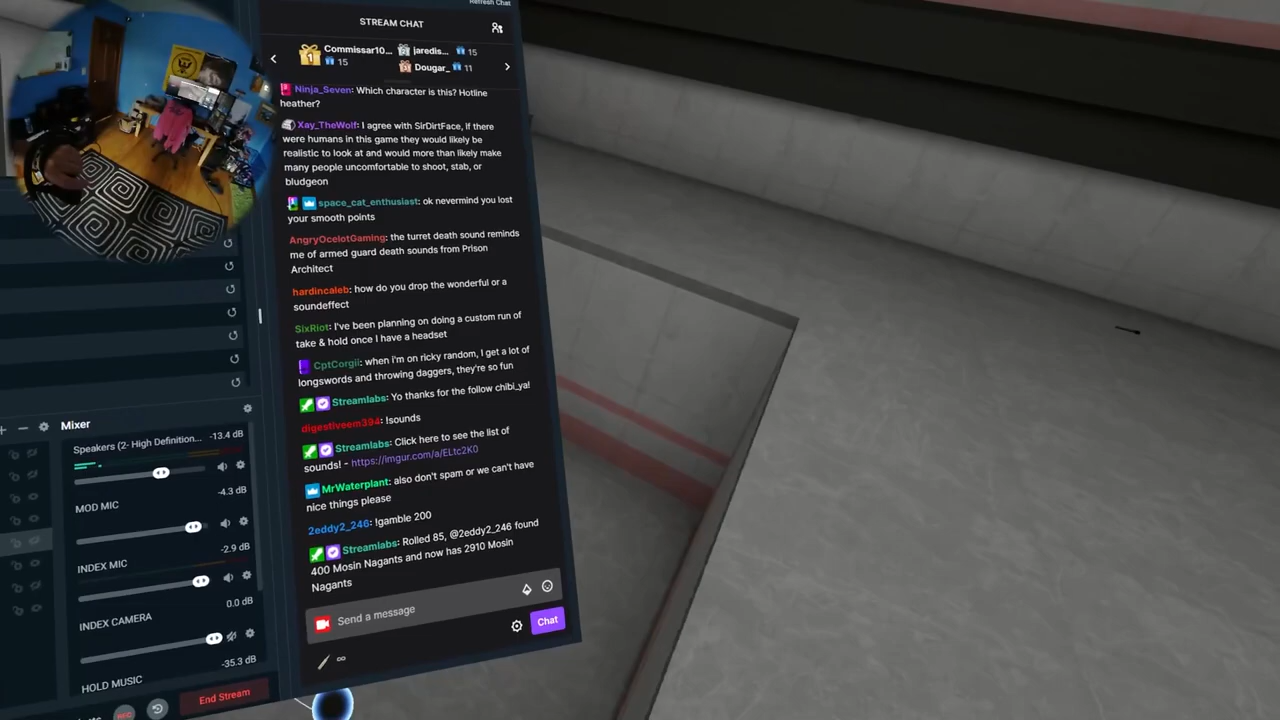 Refresh Chat
STREAM CHAT
Commissar10...
15
jaredis... 15
Dougar_ 11
Ninja_Seven: Which character is this? Hotline
heather?
Xay_TheWolf: I agree with SirDirtFace, if there
were humans in this game they would likely be
realistic to look at and would more than likely make
many people uncomfortable to shoot, stab, or
bludgeon
space_cat_enthusiast: ok nevermind you lost
your smooth points
AngryOcelotGaming: the turret death sound reminds
me of armed guard death sounds from Prison
Architect
hardincaleb: how do you drop the wonderful or a
soundeffect
SixRiot: I've been planning on doing a custom run of
take & hold once I have a headset
CptCorgii: when I'm on ricky random, I get a lot of
longswords and throwing daggers, they're so fun
Streamlabs: Yo thanks for the follow chibi_ya!
digestiveem394: !sounds
Streamlabs: Click here to see the list of
sounds! - https://imgur.com/a/ELtc2K0
MrWaterplant: also don't spam or we can't have
nice things please
2eddy2_246: !gamble 200
Streamlabs: Rolled 85, @2eddy2_246 found
400 Mosin Nagants and now has 2910 Mosin
Nagants
Send a message
Chat
Mixer
Speakers (2- High Definition... -13.4 dB
MOD MIC -4.3 dB
INDEX MIC -2.9 dB
INDEX CAMERA 0.0 dB
HOLD MUSIC -35.3 dB
REC
End Stream